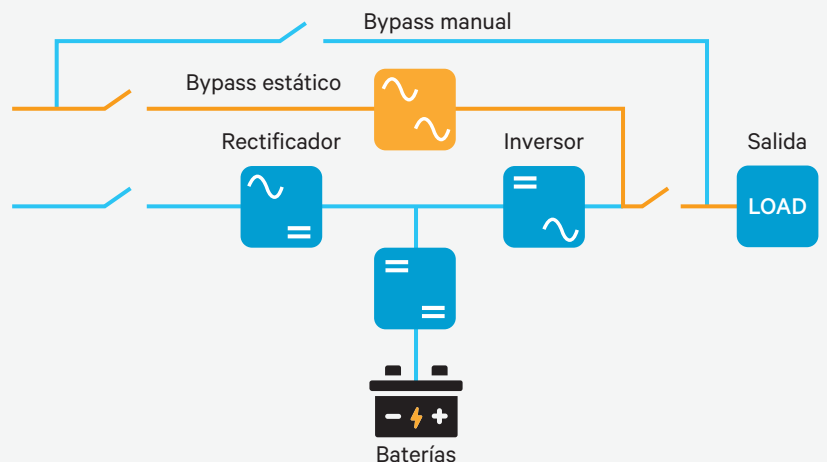 Bypass manual
Bypass estático
Rectificador
Inversor
Salida
LOAD
Baterías